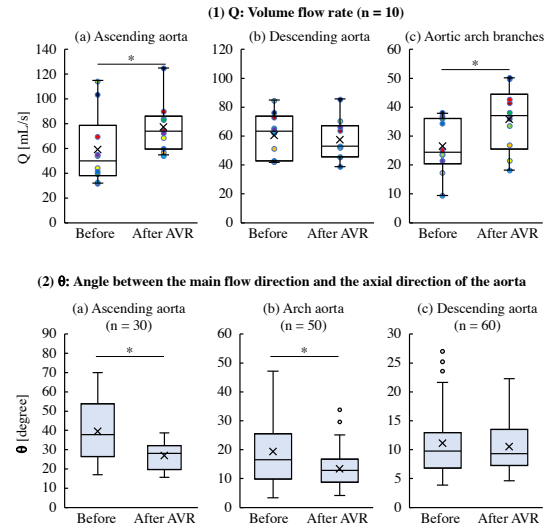 (1) Q: Volume flow rate (n = 10)
(a) Ascending aorta
(b) Descending aorta
(c) Aortic arch branches
Q [mL/s]
140
120
100
80
60
40
20
0
*
Before
After AVR
120
100
80
60
40
20
0
Before
After AVR
60
50
40
30
20
10
0
*
Before
After AVR
(2) θ: Angle between the main flow direction and the axial direction of the aorta
(a) Ascending aorta
(n = 30)
(b) Arch aorta
(n = 50)
(c) Descending aorta
(n = 60)
θ [degree]
90
80
70
60
50
40
30
20
10
0
*
Before
After AVR
60
50
40
30
20
10
0
*
Before
After AVR
30
25
20
15
10
5
0
Before
After AVR